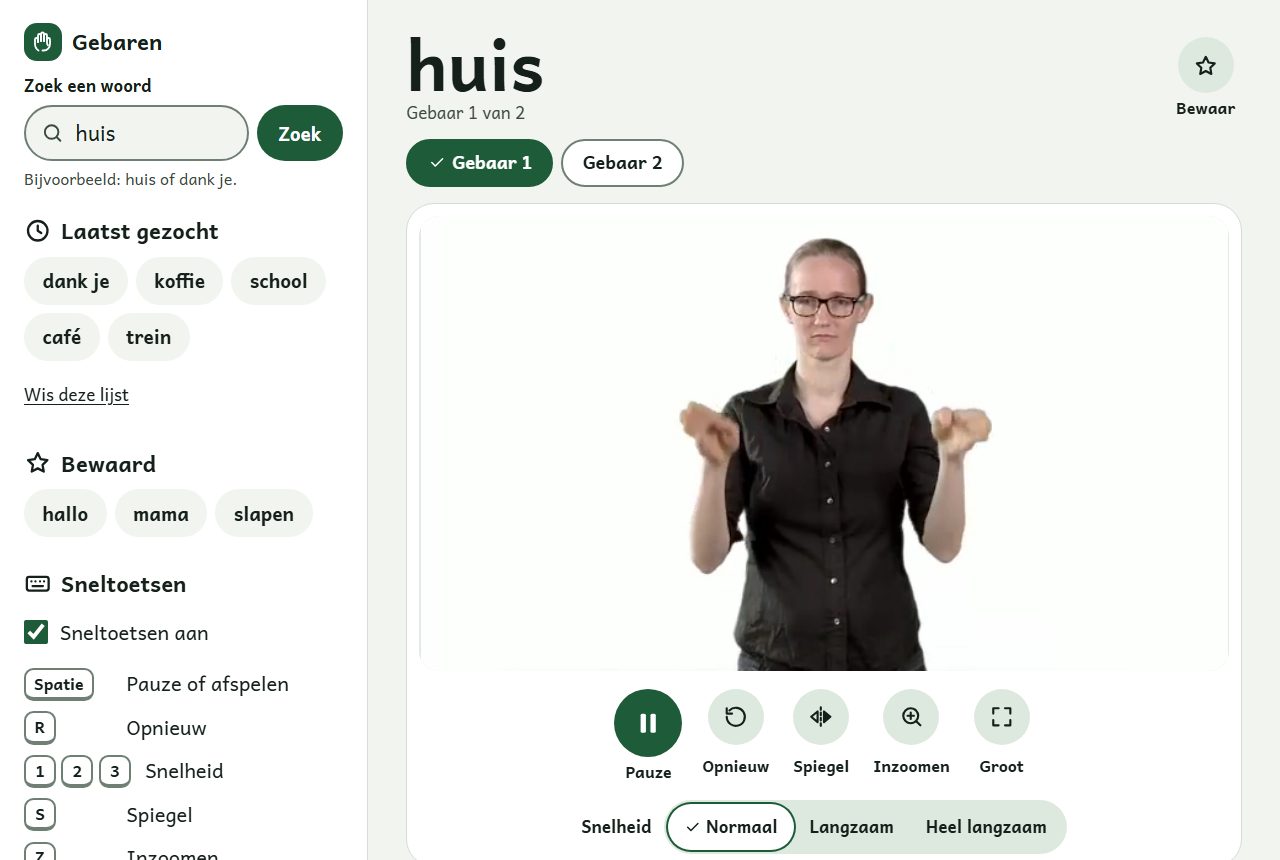 Gebaren
Zoek een woord
huis
Zoek
Bijvoorbeeld: huis of dank je.
Laatst gezocht
dank je
koffie
school
café
trein
Wis deze lijst
Bewaard
hallo
mama
slapen
Sneltoetsen
Sneltoetsen aan
Spatie Pauze of afspelen
R Opnieuw
1 2 3 Snelheid
S Spiegel
Z Inzoomen
huis
Gebaar 1 van 2
Bewaar
Gebaar 1
Gebaar 2
Pauze
Opnieuw
Spiegel
Inzoomen
Groot
Snelheid
Normaal
Langzaam
Heel langzaam